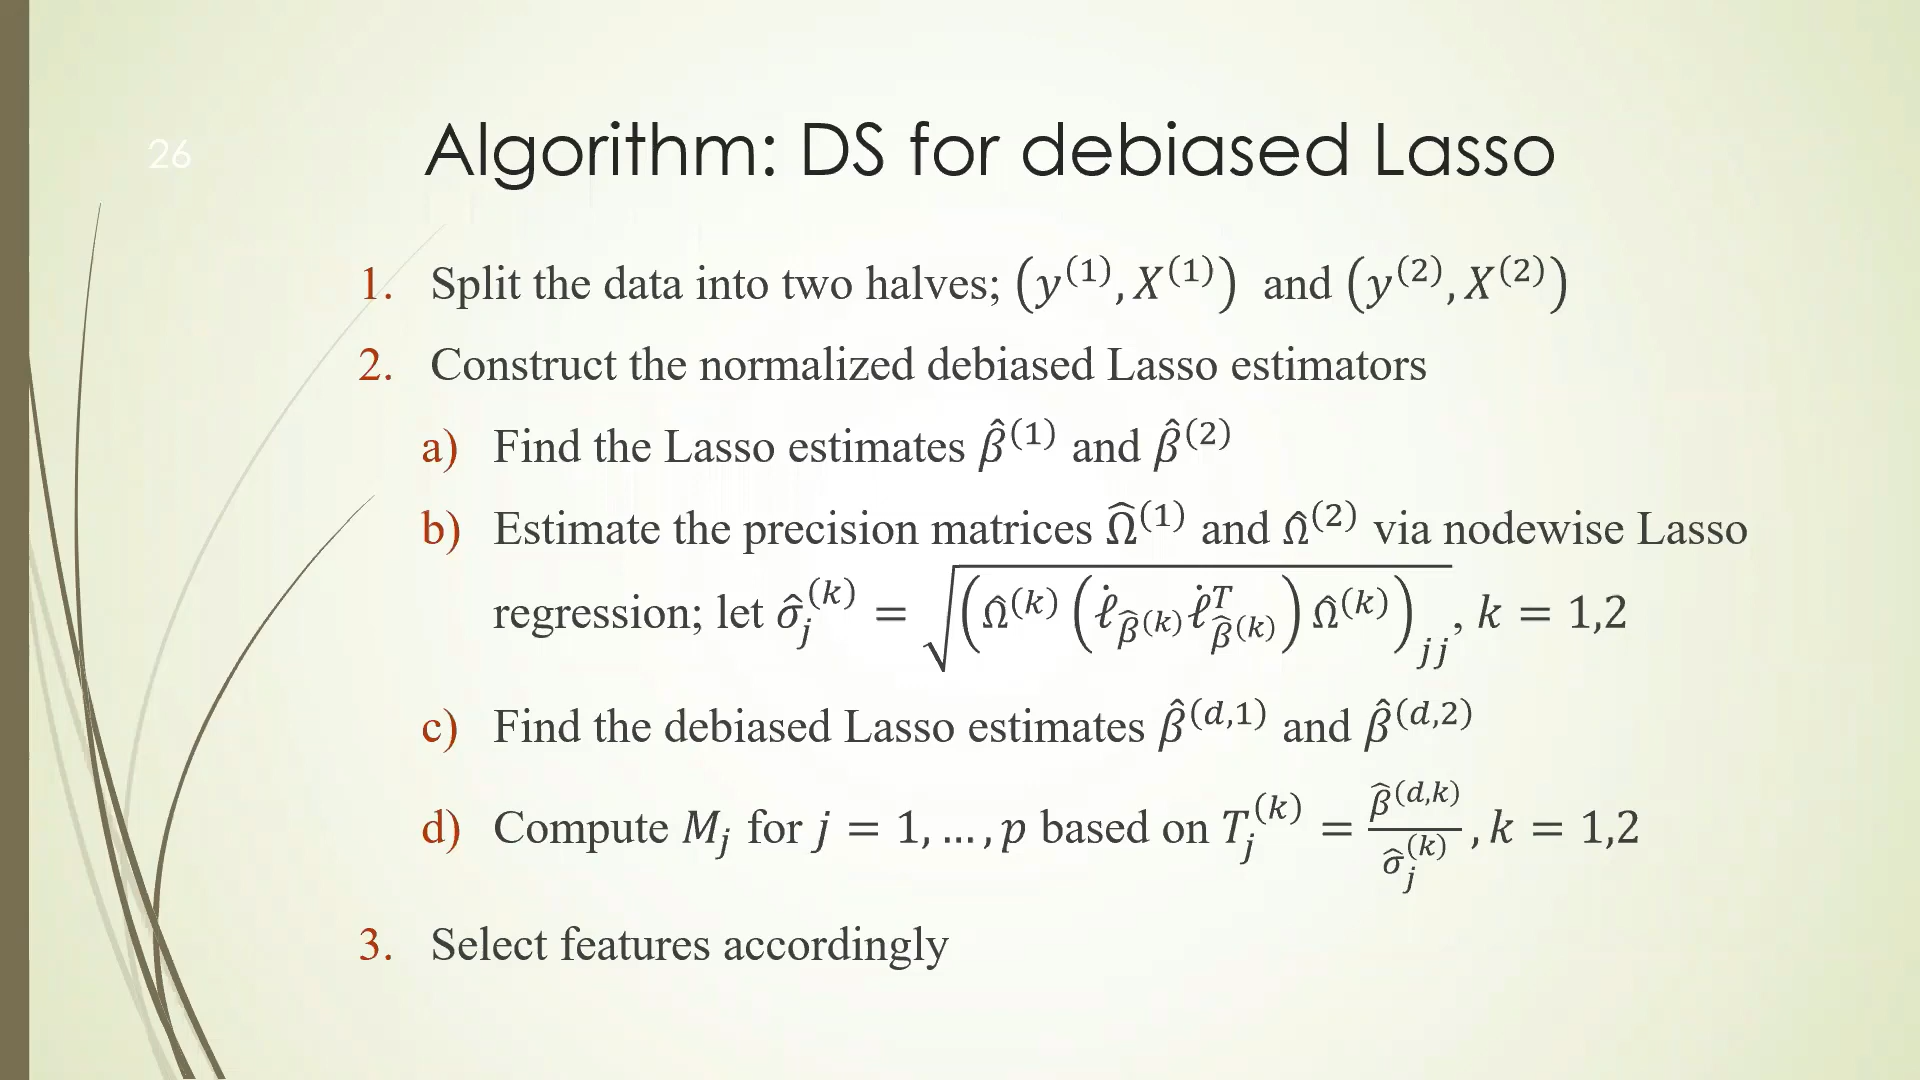 26
Algorithm: DS for debiased Lasso
1. Split the data into two halves; (y⁽¹⁾, X⁽¹⁾) and (y⁽²⁾, X⁽²⁾)
2. Construct the normalized debiased Lasso estimators
a) Find the Lasso estimates β̂⁽¹⁾ and β̂⁽²⁾
b) Estimate the precision matrices Ω̂⁽¹⁾ and Ω̂⁽²⁾ via nodewise Lasso
regression; let σ̂_j^(k) = √(Ω̂^(k) (ℓ̇_{β̂^(k)} ℓ̇^T_{β̂^(k)}) Ω̂^(k))_jj, k = 1,2
c) Find the debiased Lasso estimates β̂^(d,1) and β̂^(d,2)
d) Compute M_j for j = 1, … , p based on T_j^(k) = β̂^(d,k) / σ̂_j^(k), k = 1,2
3. Select features accordingly